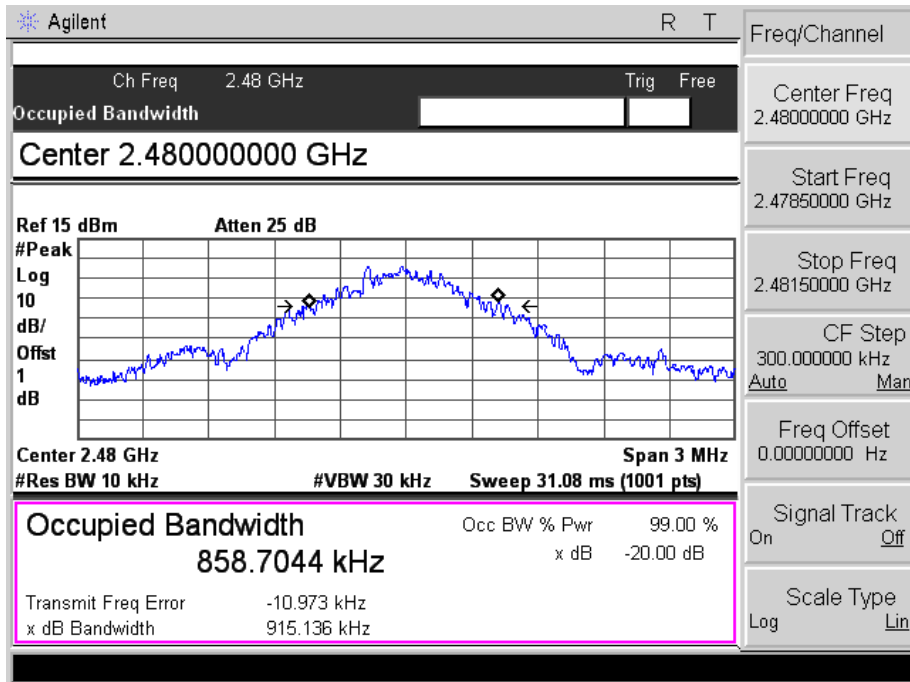 Agilent R T
Ch Freq 2.48 GHz Trig Free
Occupied Bandwidth
Center 2.480000000 GHz
Ref 15 dBm Atten 25 dB
#Peak
Log
10
dB/
Offst
1
dB
Center 2.48 GHz Span 3 MHz
#Res BW 10 kHz #VBW 30 kHz Sweep 31.08 ms (1001 pts)
Occupied Bandwidth
858.7044 kHz
Occ BW % Pwr 99.00 %
x dB -20.00 dB
Transmit Freq Error -10.973 kHz
x dB Bandwidth 915.136 kHz
Freq/Channel
Center Freq
2.48000000 GHz
Start Freq
2.47850000 GHz
Stop Freq
2.48150000 GHz
CF Step
300.000000 kHz
Auto Man
Freq Offset
0.00000000 Hz
Signal Track
On Off
Scale Type
Log Lin